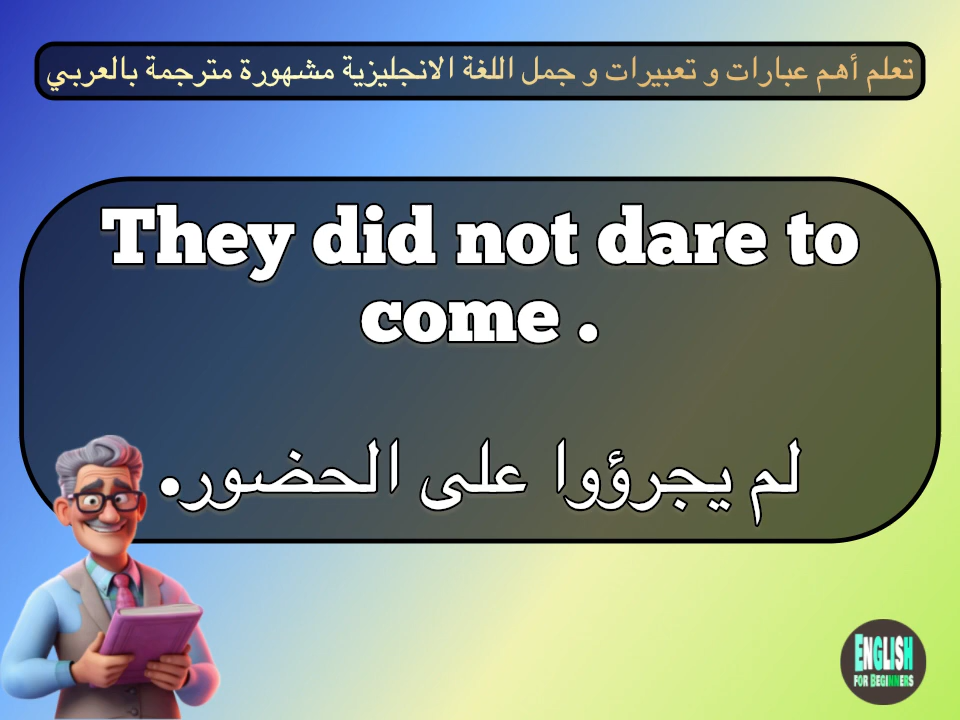 تعلم أهم عبارات و تعبيرات و جمل اللغة الانجليزية مشهورة مترجمة بالعربي
They did not dare to
come .
لم يجرؤوا على الحضور.
ENGLISH
FOR BEGINNERS